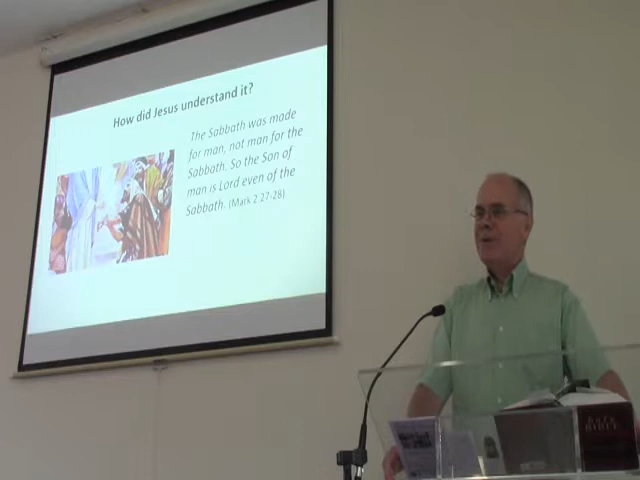 How did Jesus understand it?
The Sabbath was made
for man, not man for the
Sabbath. So the Son of
man is Lord even of the
Sabbath. (Mark 2 27-28)
HOLY
BIBLE